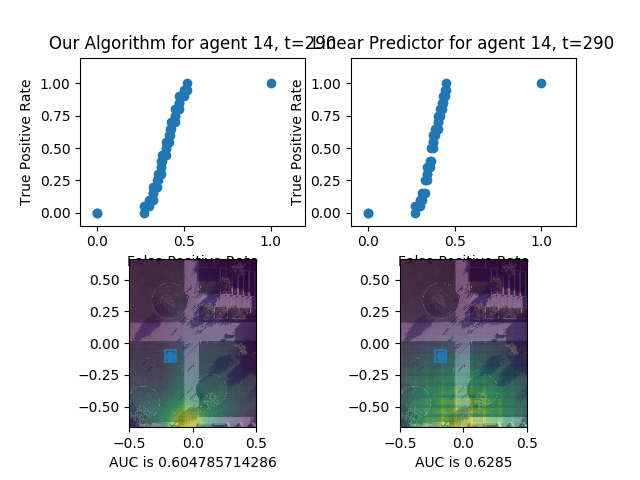 Our Algorithm for agent 14, t=290
Linear Predictor for agent 14, t=290
True Positive Rate
1.00
0.75
0.50
0.25
0.00
0.0 0.5 1.0
False Positive Rate
True Positive Rate
1.00
0.75
0.50
0.25
0.00
0.0 0.5 1.0
False Positive Rate
0.50
0.25
0.00
−0.25
−0.50
−0.5 0.0 0.5
AUC is 0.604785714286
0.50
0.25
0.00
−0.25
−0.50
−0.5 0.0 0.5
AUC is 0.6285